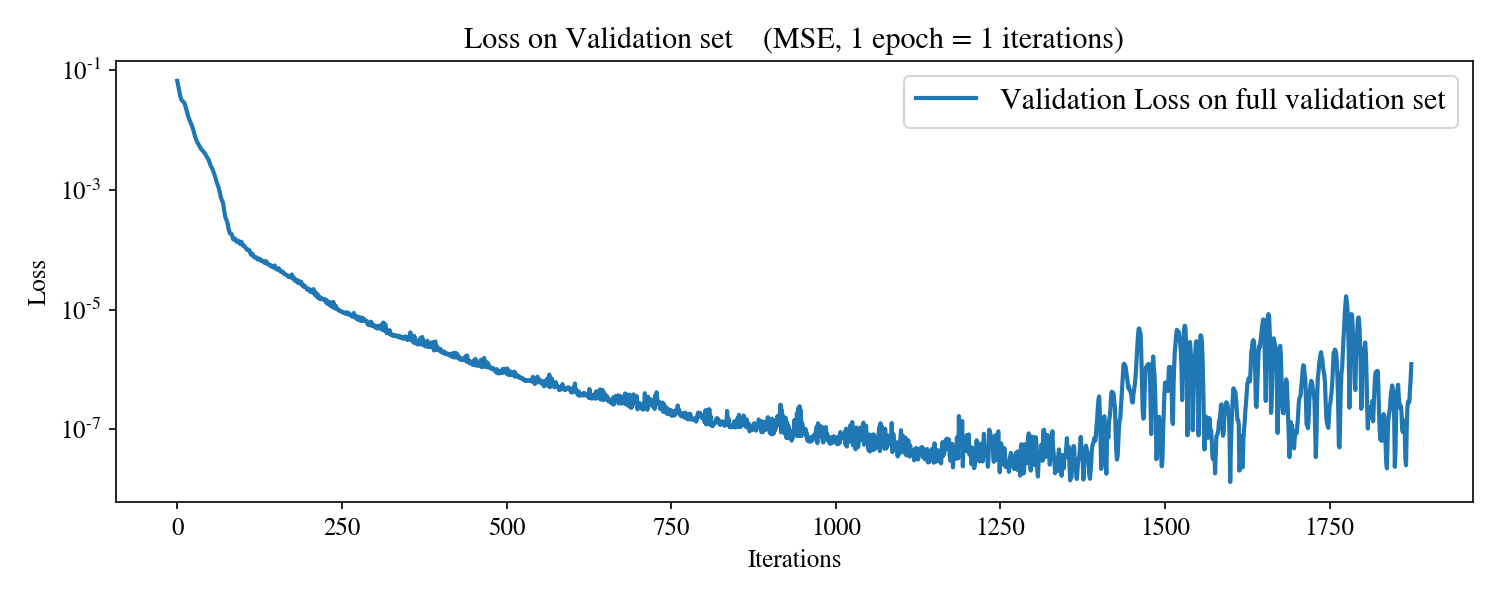 Loss on Validation set (MSE, 1 epoch = 1 iterations)
Validation Loss on full validation set
Loss
10⁻¹
10⁻³
10⁻⁵
10⁻⁷
0 250 500 750 1000 1250 1500 1750
Iterations